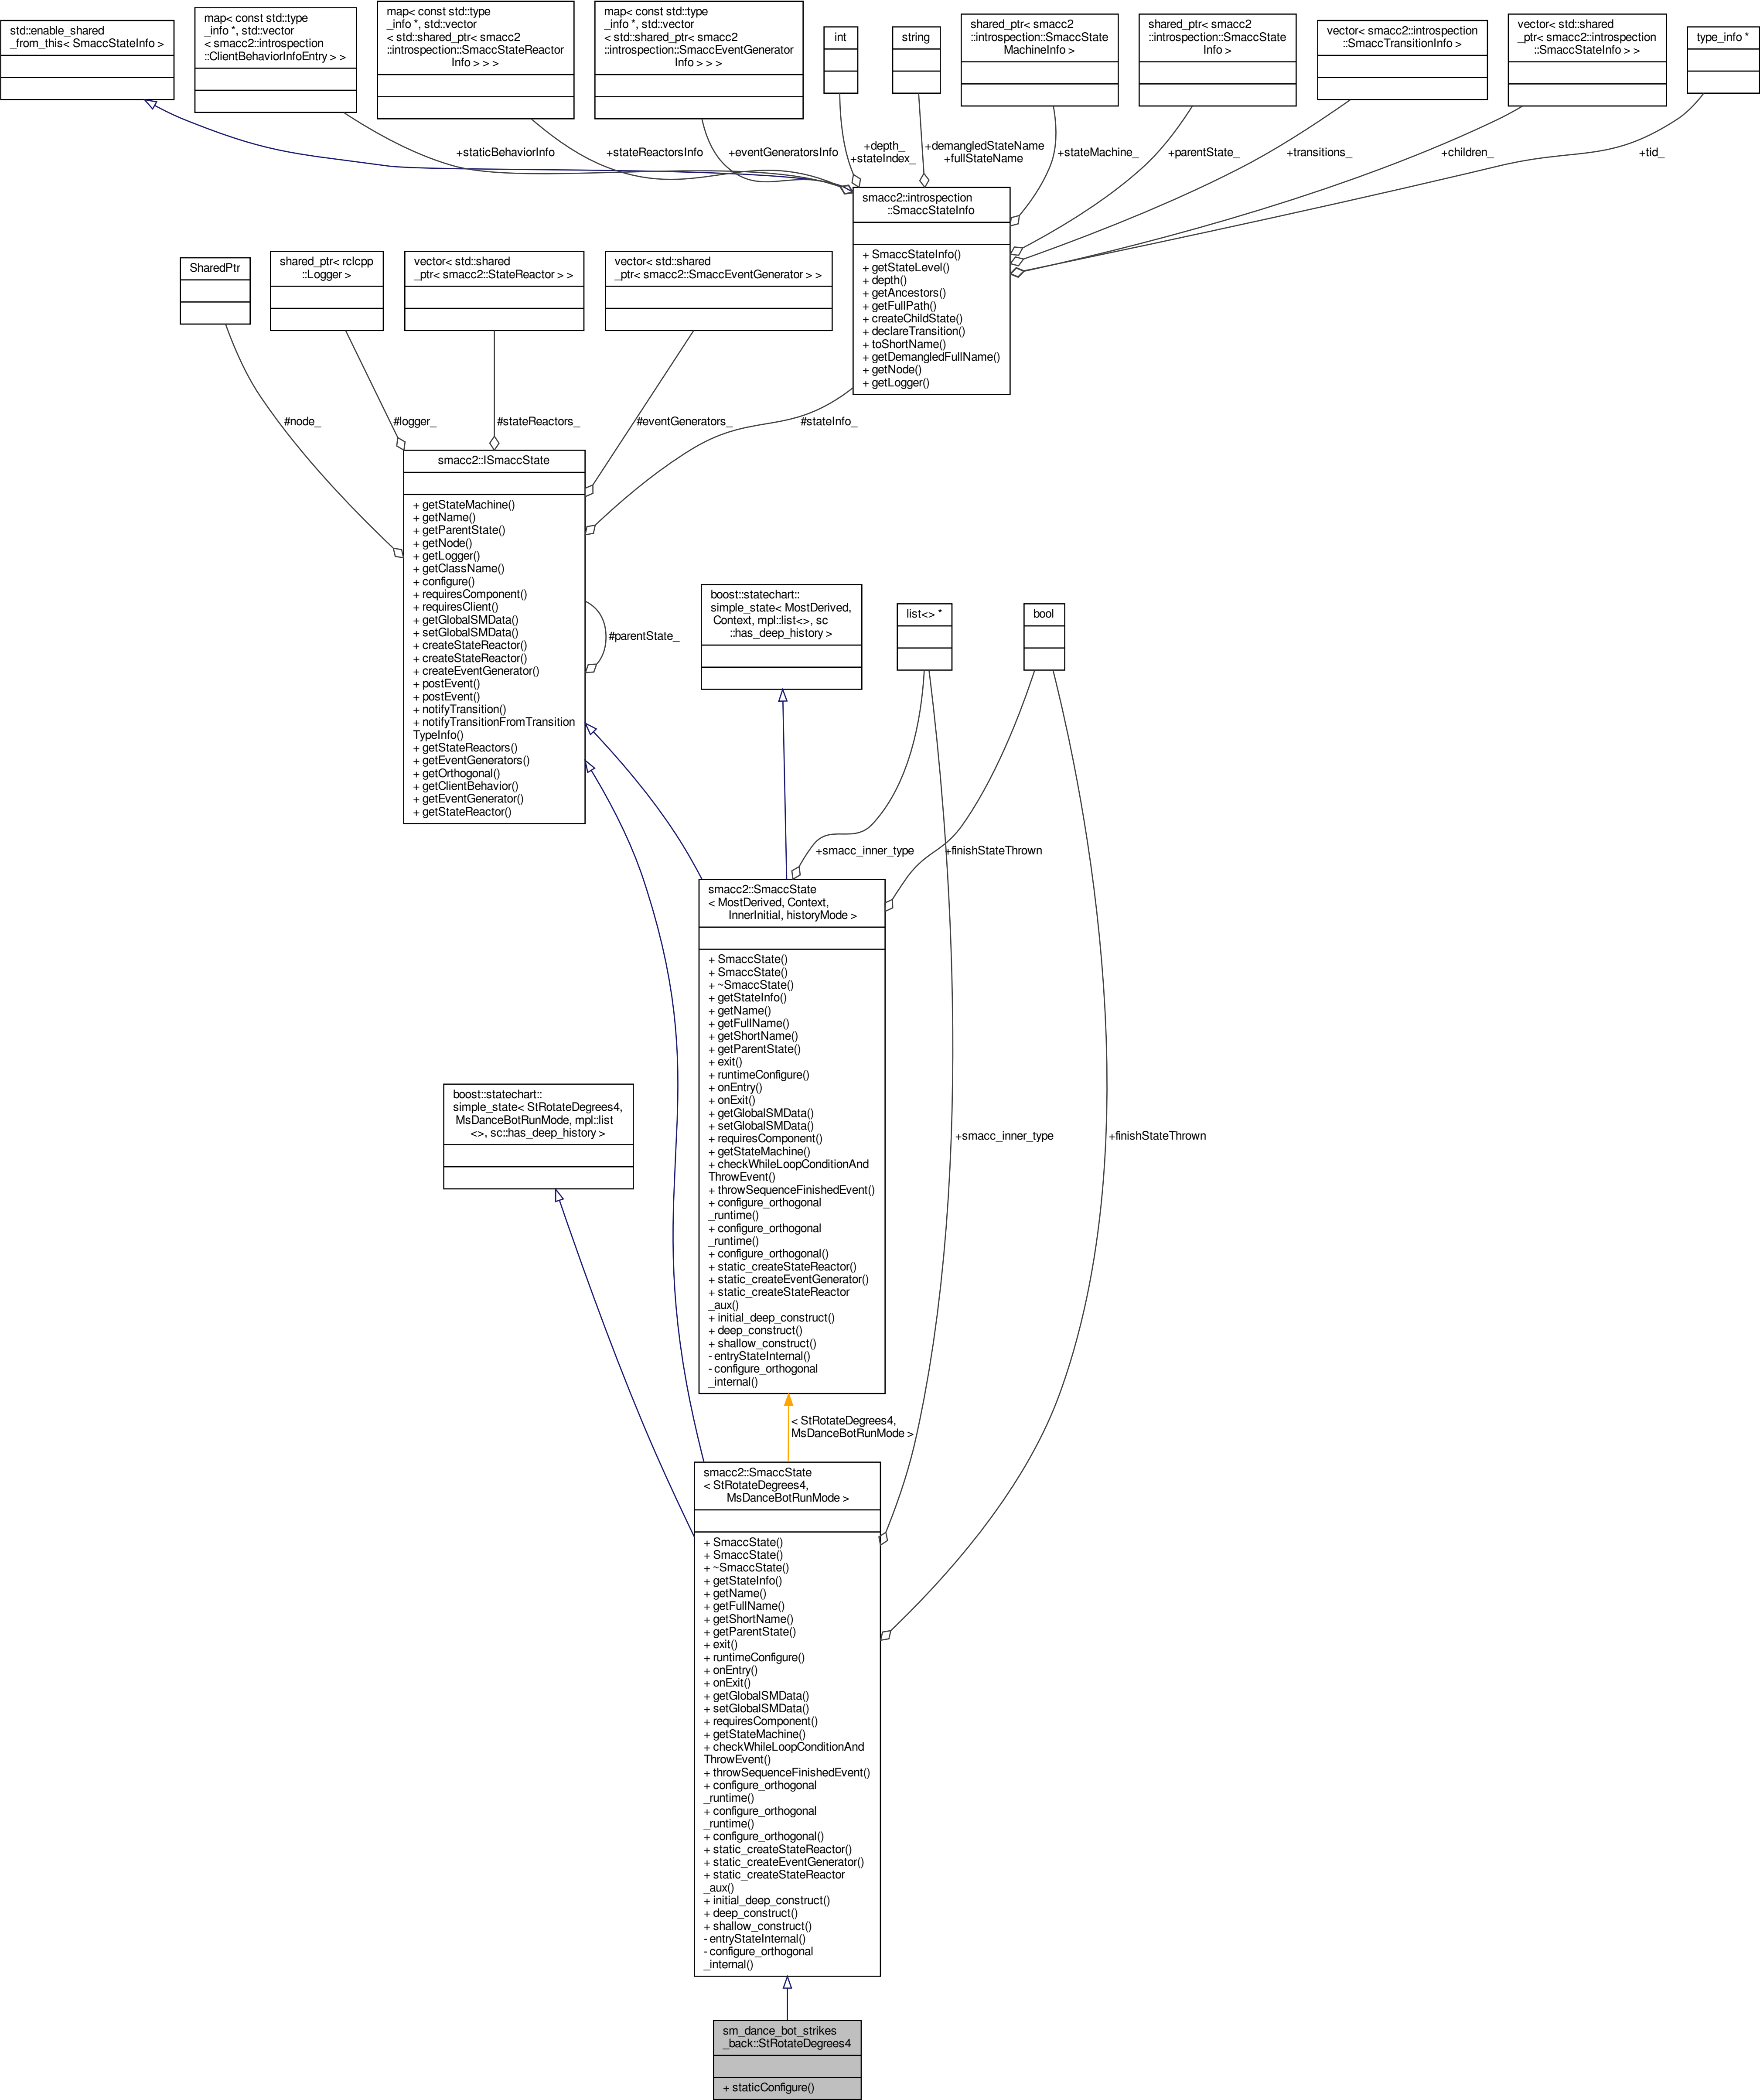 std::enable_shared
_from_this< SmaccStateInfo >
map< const std::type
_info *, std::vector
< smacc2::introspection
::ClientBehaviorInfoEntry > >
map< const std::type
_info *, std::vector
< std::shared_ptr< smacc2
::introspection::SmaccStateReactor
Info > > >
map< const std::type
_info *, std::vector
< std::shared_ptr< smacc2
::introspection::SmaccEventGenerator
Info > > >
int
string
shared_ptr< smacc2
::introspection::SmaccState
MachineInfo >
shared_ptr< smacc2
::introspection::SmaccState
Info >
vector< smacc2::introspection
::SmaccTransitionInfo >
vector< std::shared
_ptr< smacc2::introspection
::SmaccStateInfo > >
type_info *
+staticBehaviorInfo
+stateReactorsInfo
+eventGeneratorsInfo
+depth_
+stateIndex_
+demangledStateName
+fullStateName
+stateMachine_
+parentState_
+transitions_
+children_
+tid_
smacc2::introspection
::SmaccStateInfo
+ SmaccStateInfo()
+ getStateLevel()
+ depth()
+ getAncestors()
+ getFullPath()
+ createChildState()
+ declareTransition()
+ toShortName()
+ getDemangledFullName()
+ getNode()
+ getLogger()
SharedPtr
shared_ptr< rclcpp
::Logger >
vector< std::shared
_ptr< smacc2::StateReactor > >
vector< std::shared
_ptr< smacc2::SmaccEventGenerator > >
#node_
#logger_
#stateReactors_
#eventGenerators_
#stateInfo_
smacc2::ISmaccState
+ getStateMachine()
+ getName()
+ getParentState()
+ getNode()
+ getLogger()
+ getClassName()
+ configure()
+ requiresComponent()
+ requiresClient()
+ getGlobalSMData()
+ setGlobalSMData()
+ createStateReactor()
+ createStateReactor()
+ createEventGenerator()
+ postEvent()
+ postEvent()
+ notifyTransition()
+ notifyTransitionFromTransition
TypeInfo()
+ getStateReactors()
+ getEventGenerators()
+ getOrthogonal()
+ getClientBehavior()
+ getEventGenerator()
+ getStateReactor()
#parentState_
boost::statechart::
simple_state< MostDerived,
Context, mpl::list<>, sc
::has_deep_history >
list<> *
bool
+smacc_inner_type
+finishStateThrown
smacc2::SmaccState
< MostDerived, Context,
InnerInitial, historyMode >
+ SmaccState()
+ SmaccState()
+ ~SmaccState()
+ getStateInfo()
+ getName()
+ getFullName()
+ getShortName()
+ getParentState()
+ exit()
+ runtimeConfigure()
+ onEntry()
+ onExit()
+ getGlobalSMData()
+ setGlobalSMData()
+ requiresComponent()
+ getStateMachine()
+ checkWhileLoopConditionAnd
ThrowEvent()
+ throwSequenceFinishedEvent()
+ configure_orthogonal
_runtime()
+ configure_orthogonal
_runtime()
+ configure_orthogonal()
+ static_createStateReactor()
+ static_createEventGenerator()
+ static_createStateReactor
_aux()
+ initial_deep_construct()
+ deep_construct()
+ shallow_construct()
- entryStateInternal()
- configure_orthogonal
_internal()
boost::statechart::
simple_state< StRotateDegrees4,
MsDanceBotRunMode, mpl::list
<>, sc::has_deep_history >
+smacc_inner_type
+finishStateThrown
< StRotateDegrees4,
MsDanceBotRunMode >
smacc2::SmaccState
< StRotateDegrees4,
MsDanceBotRunMode >
+ SmaccState()
+ SmaccState()
+ ~SmaccState()
+ getStateInfo()
+ getName()
+ getFullName()
+ getShortName()
+ getParentState()
+ exit()
+ runtimeConfigure()
+ onEntry()
+ onExit()
+ getGlobalSMData()
+ setGlobalSMData()
+ requiresComponent()
+ getStateMachine()
+ checkWhileLoopConditionAnd
ThrowEvent()
+ throwSequenceFinishedEvent()
+ configure_orthogonal
_runtime()
+ configure_orthogonal
_runtime()
+ configure_orthogonal()
+ static_createStateReactor()
+ static_createEventGenerator()
+ static_createStateReactor
_aux()
+ initial_deep_construct()
+ deep_construct()
+ shallow_construct()
- entryStateInternal()
- configure_orthogonal
_internal()
sm_dance_bot_strikes
_back::StRotateDegrees4
+ staticConfigure()